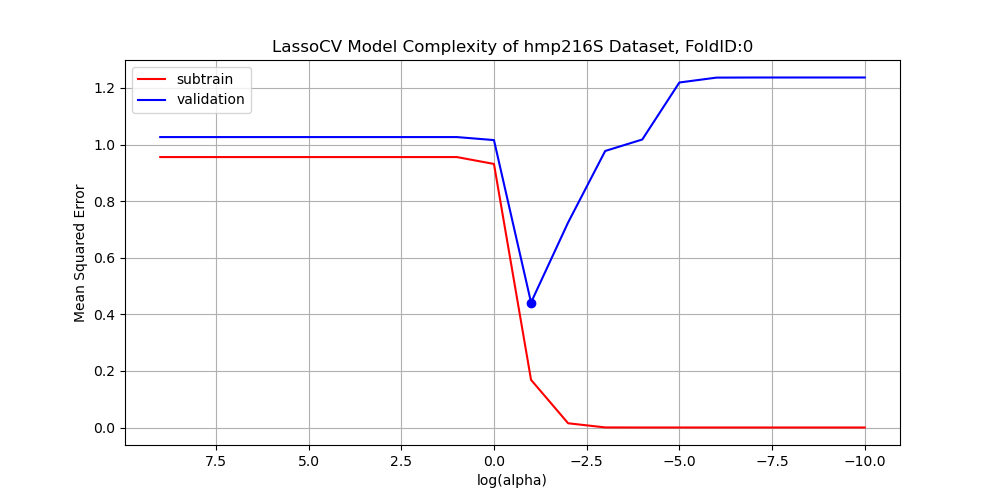 LassoCV Model Complexity of hmp216S Dataset, FoldID:0
subtrain
validation
Mean Squared Error
1.2
1.0
0.8
0.6
0.4
0.2
0.0
7.5 5.0 2.5 0.0 −2.5 −5.0 −7.5 −10.0
log(alpha)